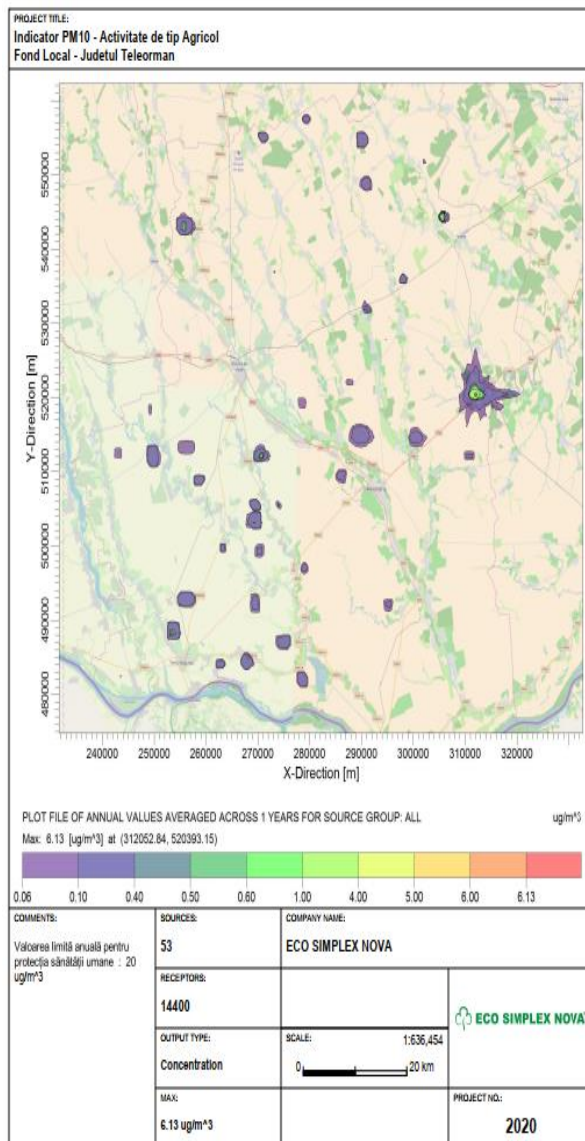 PROJECT TITLE:
Indicator PM10 - Activitate de tip Agricol
Fond Local - Judetul Teleorman
Y-Direction [m]
550000
540000
530000
520000
510000
500000
490000
480000
240000 250000 260000 270000 280000 290000 300000 310000 320000
X-Direction [m]
PLOT FILE OF ANNUAL VALUES AVERAGED ACROSS 1 YEARS FOR SOURCE GROUP: ALL
ug/m^3
Max: 6.13 [ug/m^3] at (312052.84, 520393.15)
0.06 0.10 0.40 0.50 0.60 1.00 4.00 5.00 6.00 6.13
COMMENTS:
Valoarea limită anuală pentru
protecția sănătății umane : 20
ug/m^3
SOURCES:
53
COMPANY NAME:
ECO SIMPLEX NOVA
RECEPTORS:
14400
OUTPUT TYPE:
Concentration
SCALE:
1:636,454
0
20 km
ECO SIMPLEX NOVA
MAX:
6.13 ug/m^3
PROJECT NO.:
2020